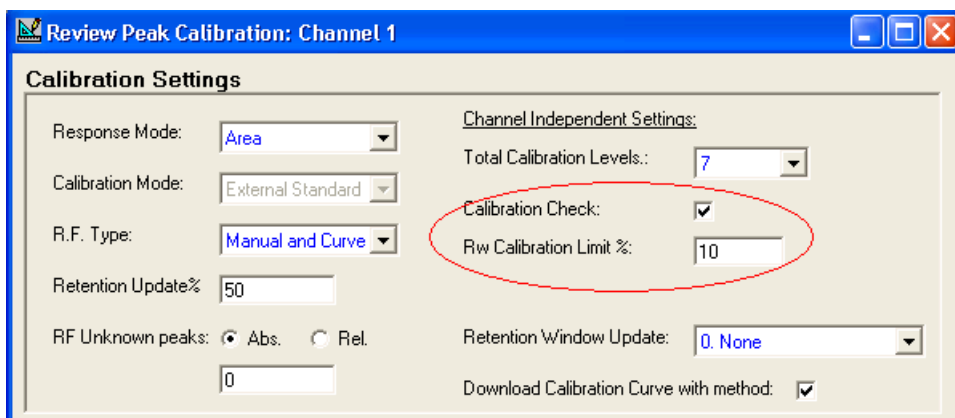 Review Peak Calibration: Channel 1
Calibration Settings
Response Mode: Area
Calibration Mode: External Standard
R.F. Type: Manual and Curve
Retention Update% 50
RF Unknown peaks: Abs. Rel.
0
Channel Independent Settings:
Total Calibration Levels.: 7
Calibration Check:
Rw Calibration Limit %: 10
Retention Window Update: 0. None
Download Calibration Curve with method: